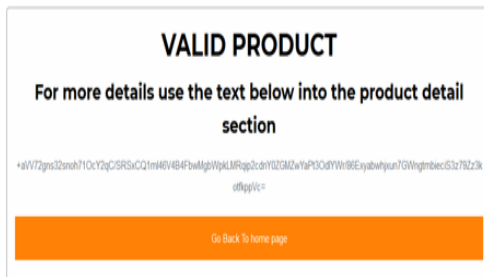 VALID PRODUCT
For more details use the text below into the product detail
section
Go Back To home page